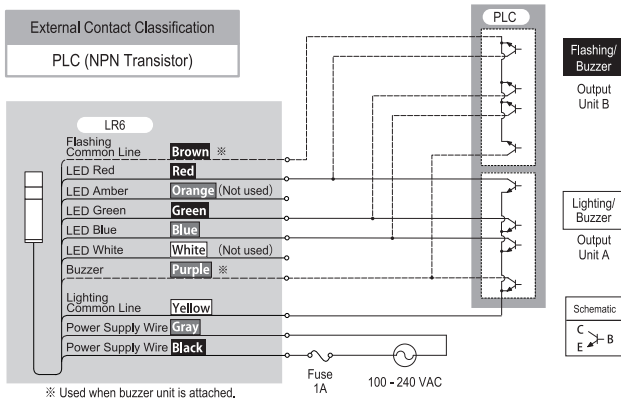 External Contact Classification
PLC (NPN Transistor)
PLC
Flashing/
Buzzer
Output
Unit B
LR6
Flashing
Common Line Brown ※
LED Red Red
LED Amber Orange (Not used)
LED Green Green
LED Blue Blue
LED White White (Not used)
Buzzer Purple ※
Lighting
Common Line Yellow
Power Supply Wire Gray
Power Supply Wire Black
Lighting/
Buzzer
Output
Unit A
Schematic
C
B
E
Fuse
1A
100 - 240 VAC
※ Used when buzzer unit is attached.